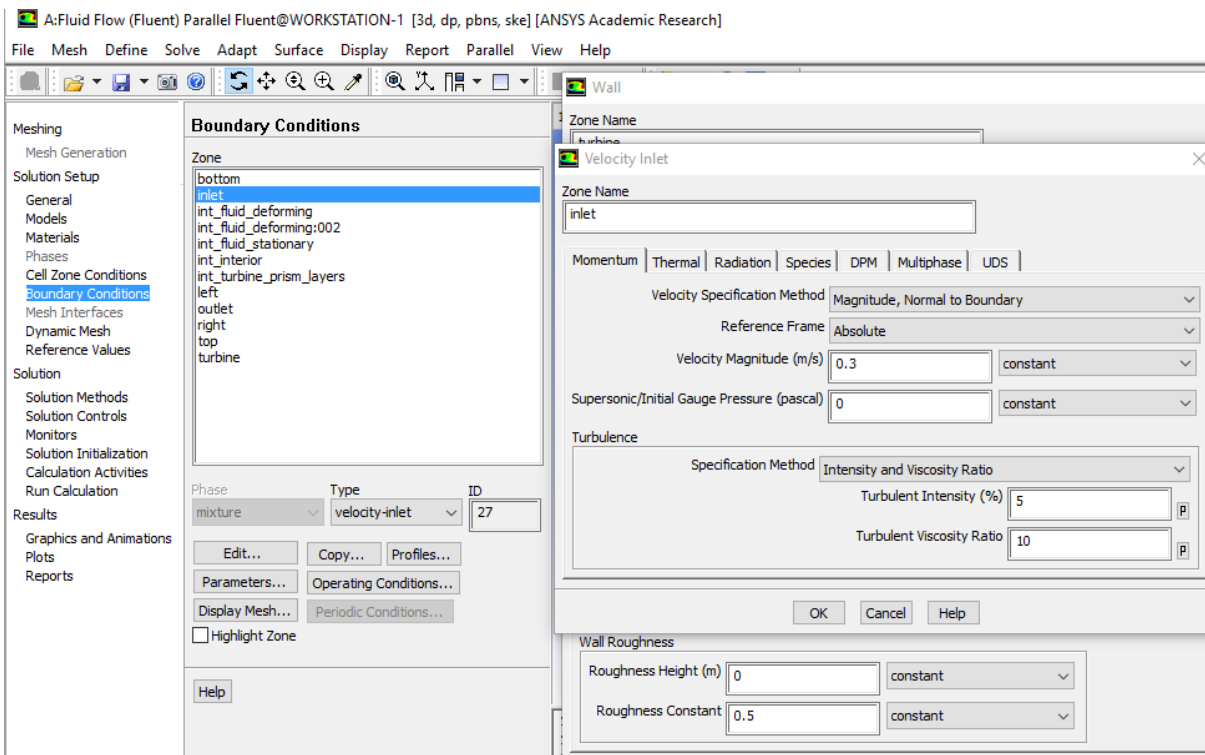 A:Fluid Flow (Fluent) Parallel Fluent@WORKSTATION-1 [3d, dp, pbns, ske] [ANSYS Academic Research]
File Mesh Define Solve Adapt Surface Display Report Parallel View Help
Meshing
Mesh Generation
Solution Setup
General
Models
Materials
Phases
Cell Zone Conditions
Boundary Conditions
Mesh Interfaces
Dynamic Mesh
Reference Values
Solution
Solution Methods
Solution Controls
Monitors
Solution Initialization
Calculation Activities
Run Calculation
Results
Graphics and Animations
Plots
Reports
Boundary Conditions
Zone
bottom
inlet
int_fluid_deforming
int_fluid_deforming:002
int_fluid_stationary
int_interior
int_turbine_prism_layers
left
outlet
right
top
turbine
Phase Type ID
mixture velocity-inlet 27
Edit... Copy... Profiles...
Parameters... Operating Conditions...
Display Mesh... Periodic Conditions...
Highlight Zone
Help
Wall
Zone Name
turbine
Velocity Inlet
Zone Name
inlet
Momentum Thermal Radiation Species DPM Multiphase UDS
Velocity Specification Method Magnitude, Normal to Boundary
Reference Frame Absolute
Velocity Magnitude (m/s) 0.3 constant
Supersonic/Initial Gauge Pressure (pascal) 0 constant
Turbulence
Specification Method Intensity and Viscosity Ratio
Turbulent Intensity (%) 5 P
Turbulent Viscosity Ratio 10 P
OK Cancel Help
Wall Roughness
Roughness Height (m) 0 constant
Roughness Constant 0.5 constant